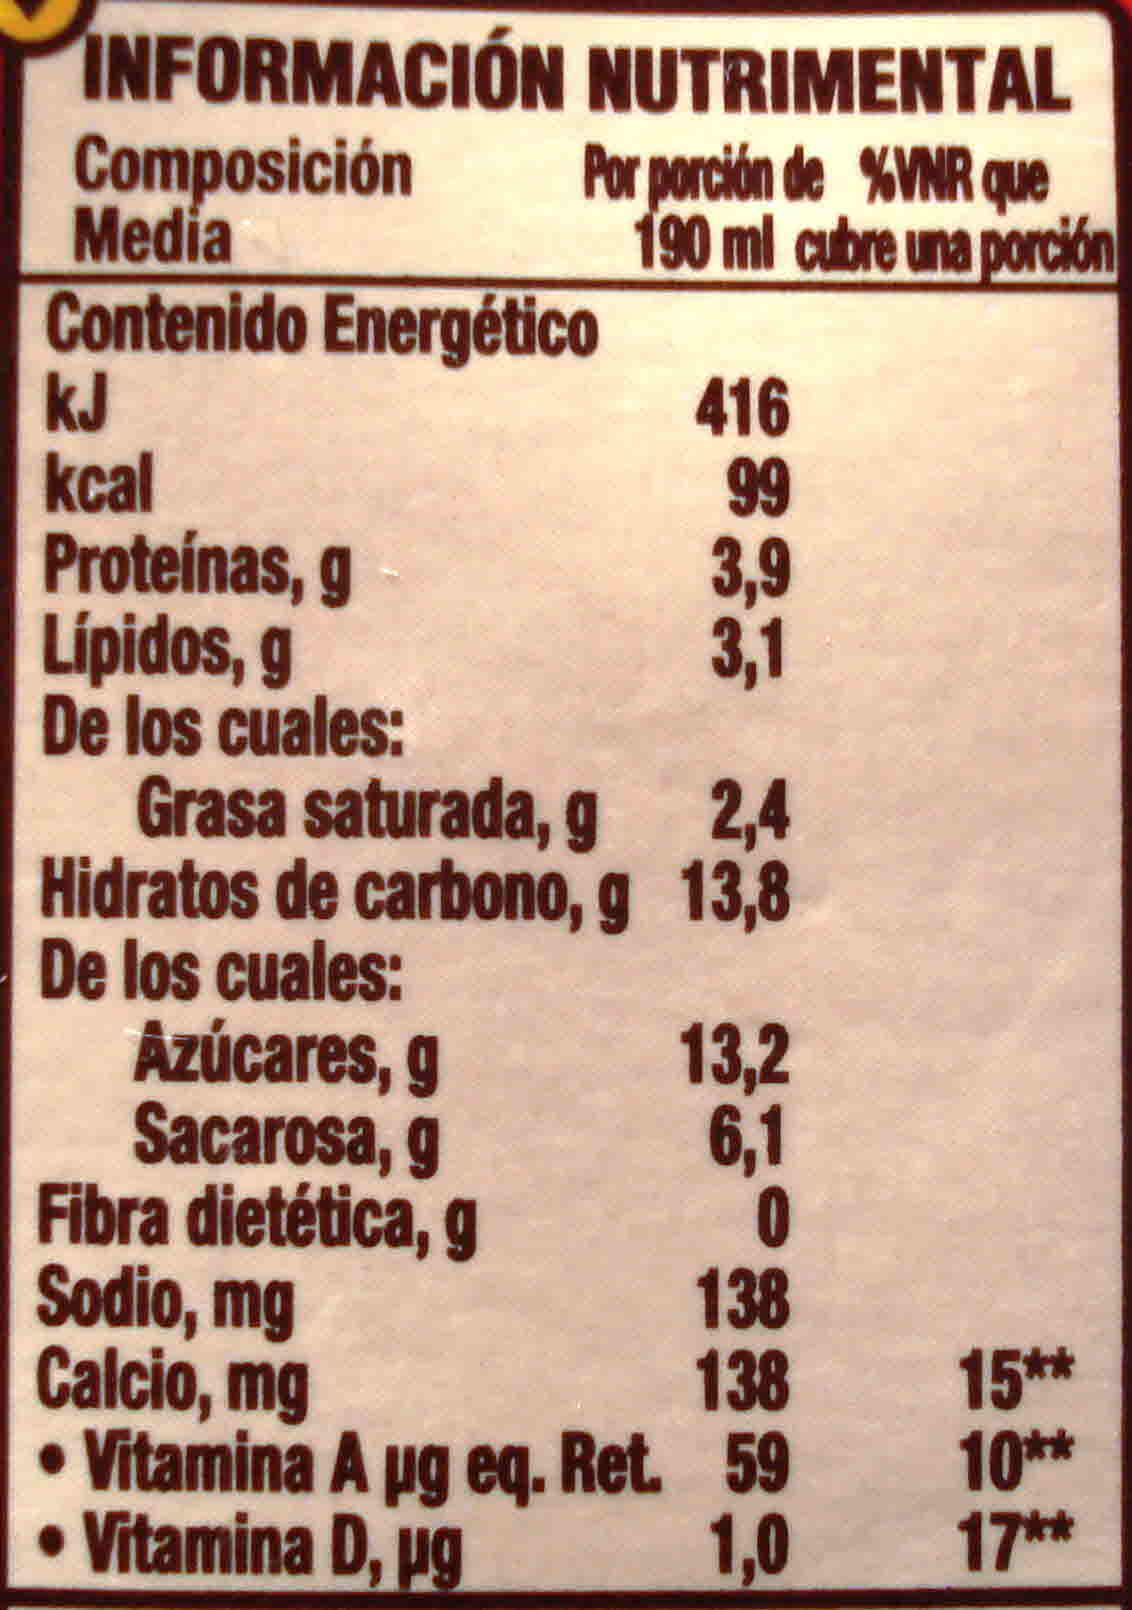 INFORMACIÓN NUTRIMENTAL
Composición Por porción de %VNR que
Media 190 ml cubre una porción
Contenido Energético
kJ 416
kcal 99
Proteínas, g 3,9
Lípidos, g 3,1
De los cuales:
Grasa saturada, g 2,4
Hidratos de carbono, g 13,8
De los cuales:
Azúcares, g 13,2
Sacarosa, g 6,1
Fibra dietética, g 0
Sodio, mg 138
Calcio, mg 138 15**
• Vitamina A µg eq. Ret. 59 10**
• Vitamina D, µg 1,0 17**